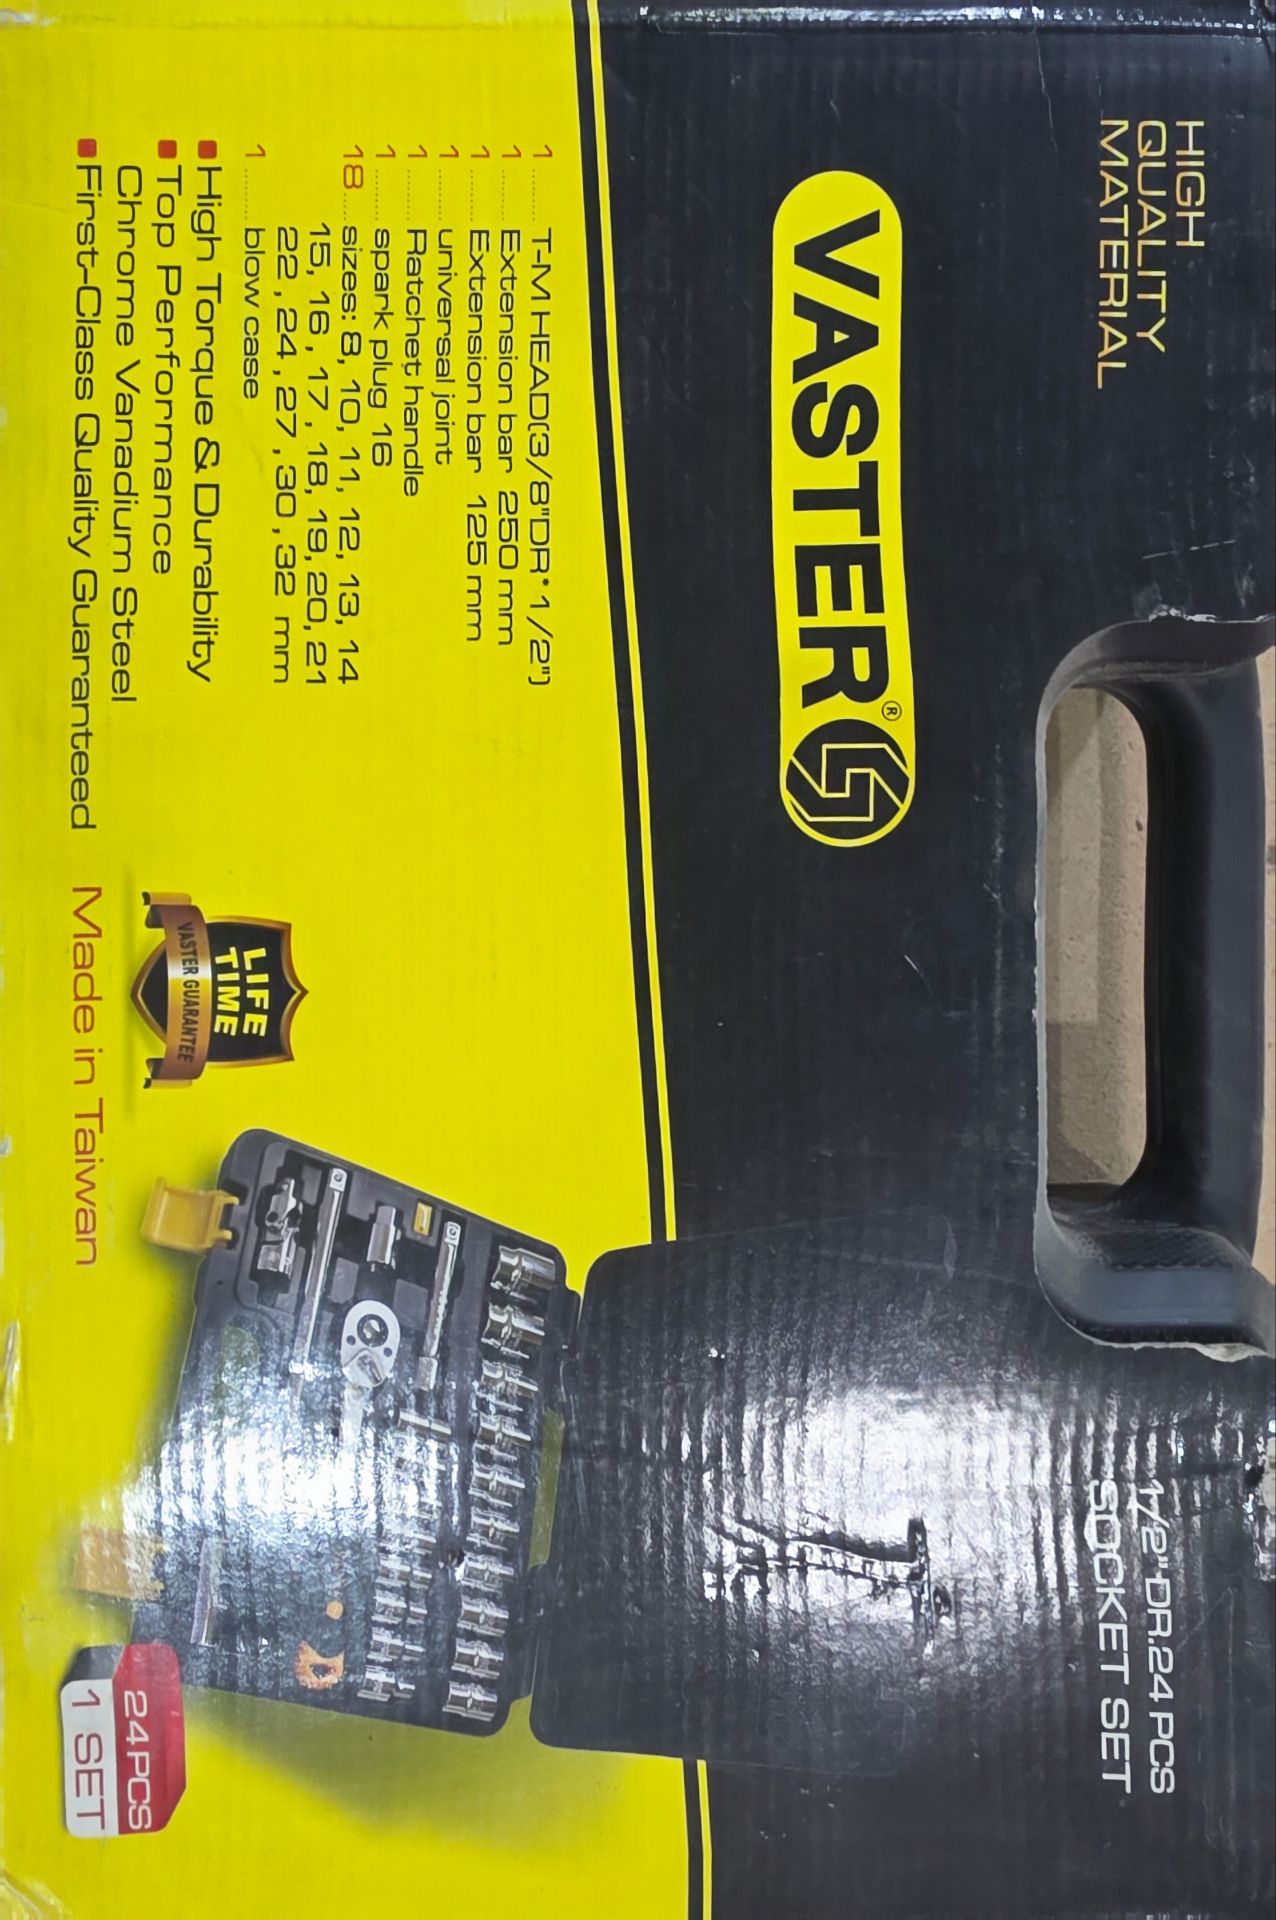 HIGH
QUALITY
MATERIAL
1/2"DR.24 PCS
SOCKET SET
VASTER®
1 ........ T-M HEAD(3/8"DR*1/2")
1 ........ Extension bar 250 mm
1 ........ Extension bar 125 mm
1 ........ universal joint
1 ........ Ratchet handle
1 ........ spark plug 16
18 ..... sizes: 8, 10, 11, 12, 13, 14
15, 16, 17, 18, 19, 20, 21
22, 24, 27, 30, 32 mm
1 ........ blow case
High Torque & Durability
Top Performance
Chrome Vanadium Steel
First-Class Quality Guaranteed
Made in Taiwan
LIFE
TIME
VASTER GUARANTEE
24PCS
1 SET